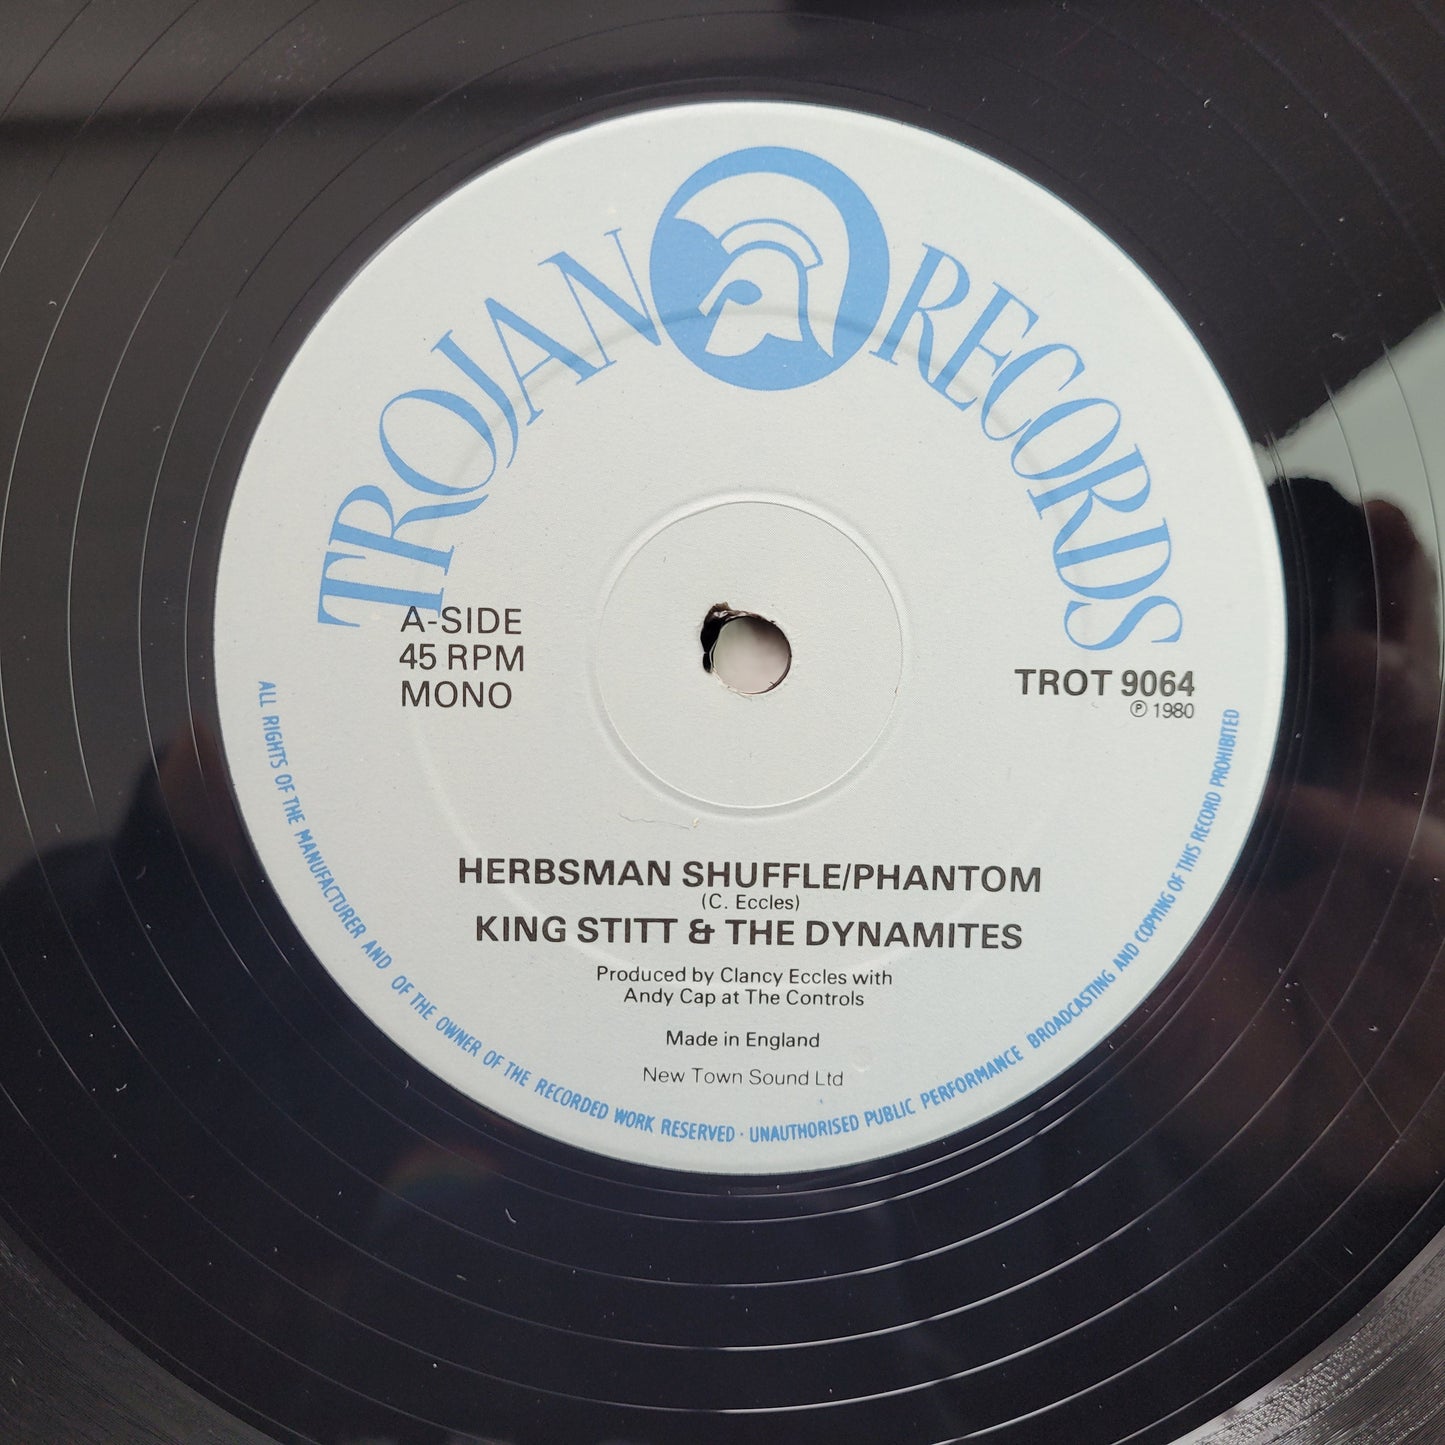 TROJAN RECORDS
A-SIDE
45 RPM
MONO
TROT 9064
℗ 1980
HERBSMAN SHUFFLE/PHANTOM
(C. Eccles)
KING STITT & THE DYNAMITES
Produced by Clancy Eccles with
Andy Cap at The Controls
Made in England
New Town Sound Ltd
ALL RIGHTS OF THE MANUFACTURER AND OF THE OWNER OF THE RECORDED WORK RESERVED · UNAUTHORISED PUBLIC PERFORMANCE BROADCASTING AND COPYING OF THIS RECORD PROHIBITED